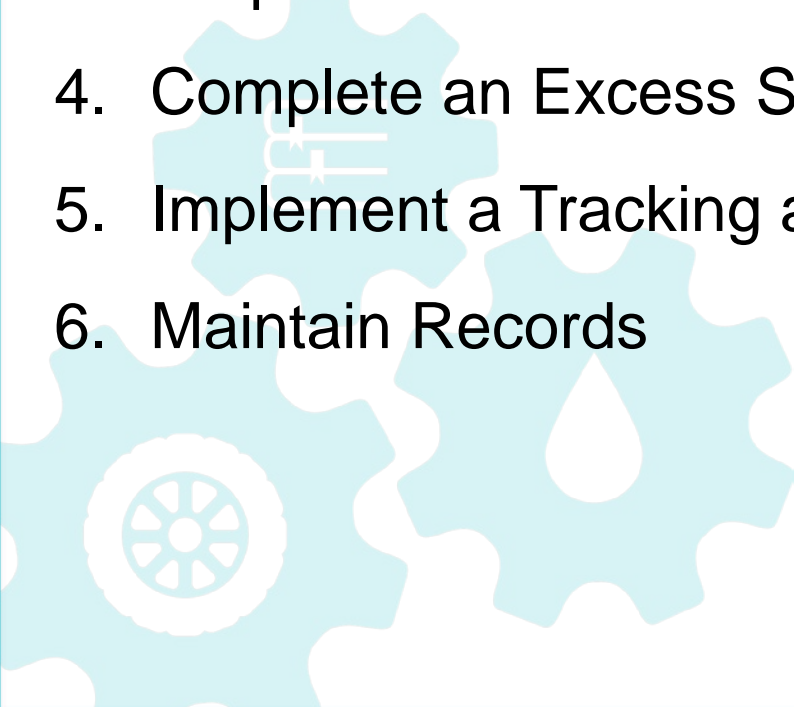 4. Complete an Excess
5. Implement a Tracking
6. Maintain Records